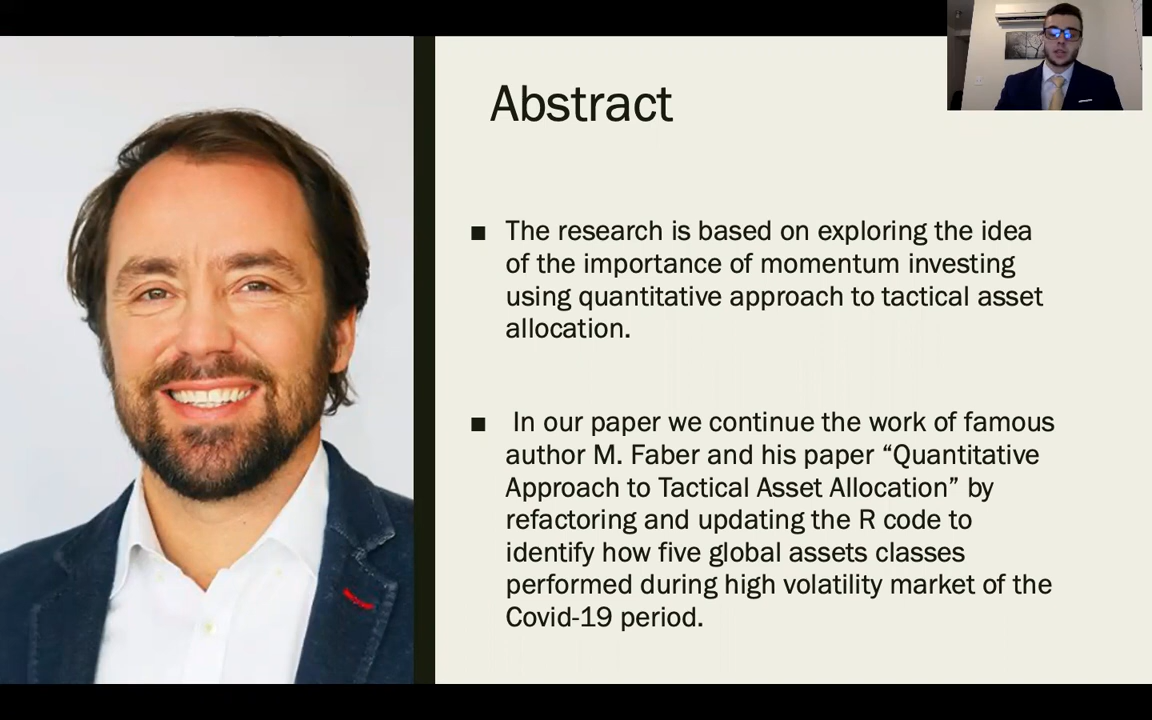 Abstract
■ The research is based on exploring the idea
of the importance of momentum investing
using quantitative approach to tactical asset
allocation.
■ In our paper we continue the work of famous
author M. Faber and his paper “Quantitative
Approach to Tactical Asset Allocation” by
refactoring and updating the R code to
identify how five global assets classes
performed during high volatility market of the
Covid-19 period.